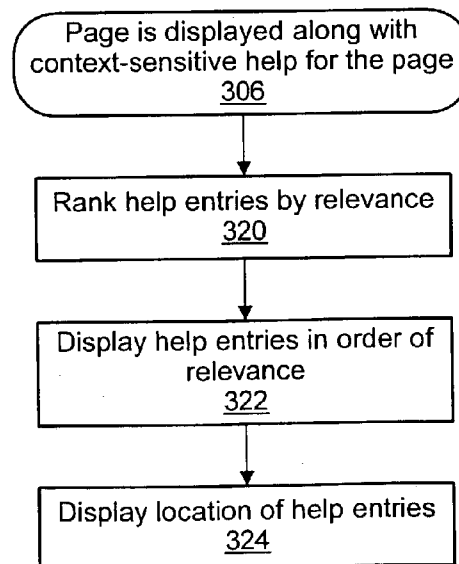 Page is displayed along with
context-sensitive help for the page
306
Rank help entries by relevance
320
Display help entries in order of
relevance
322
Display location of help entries
324